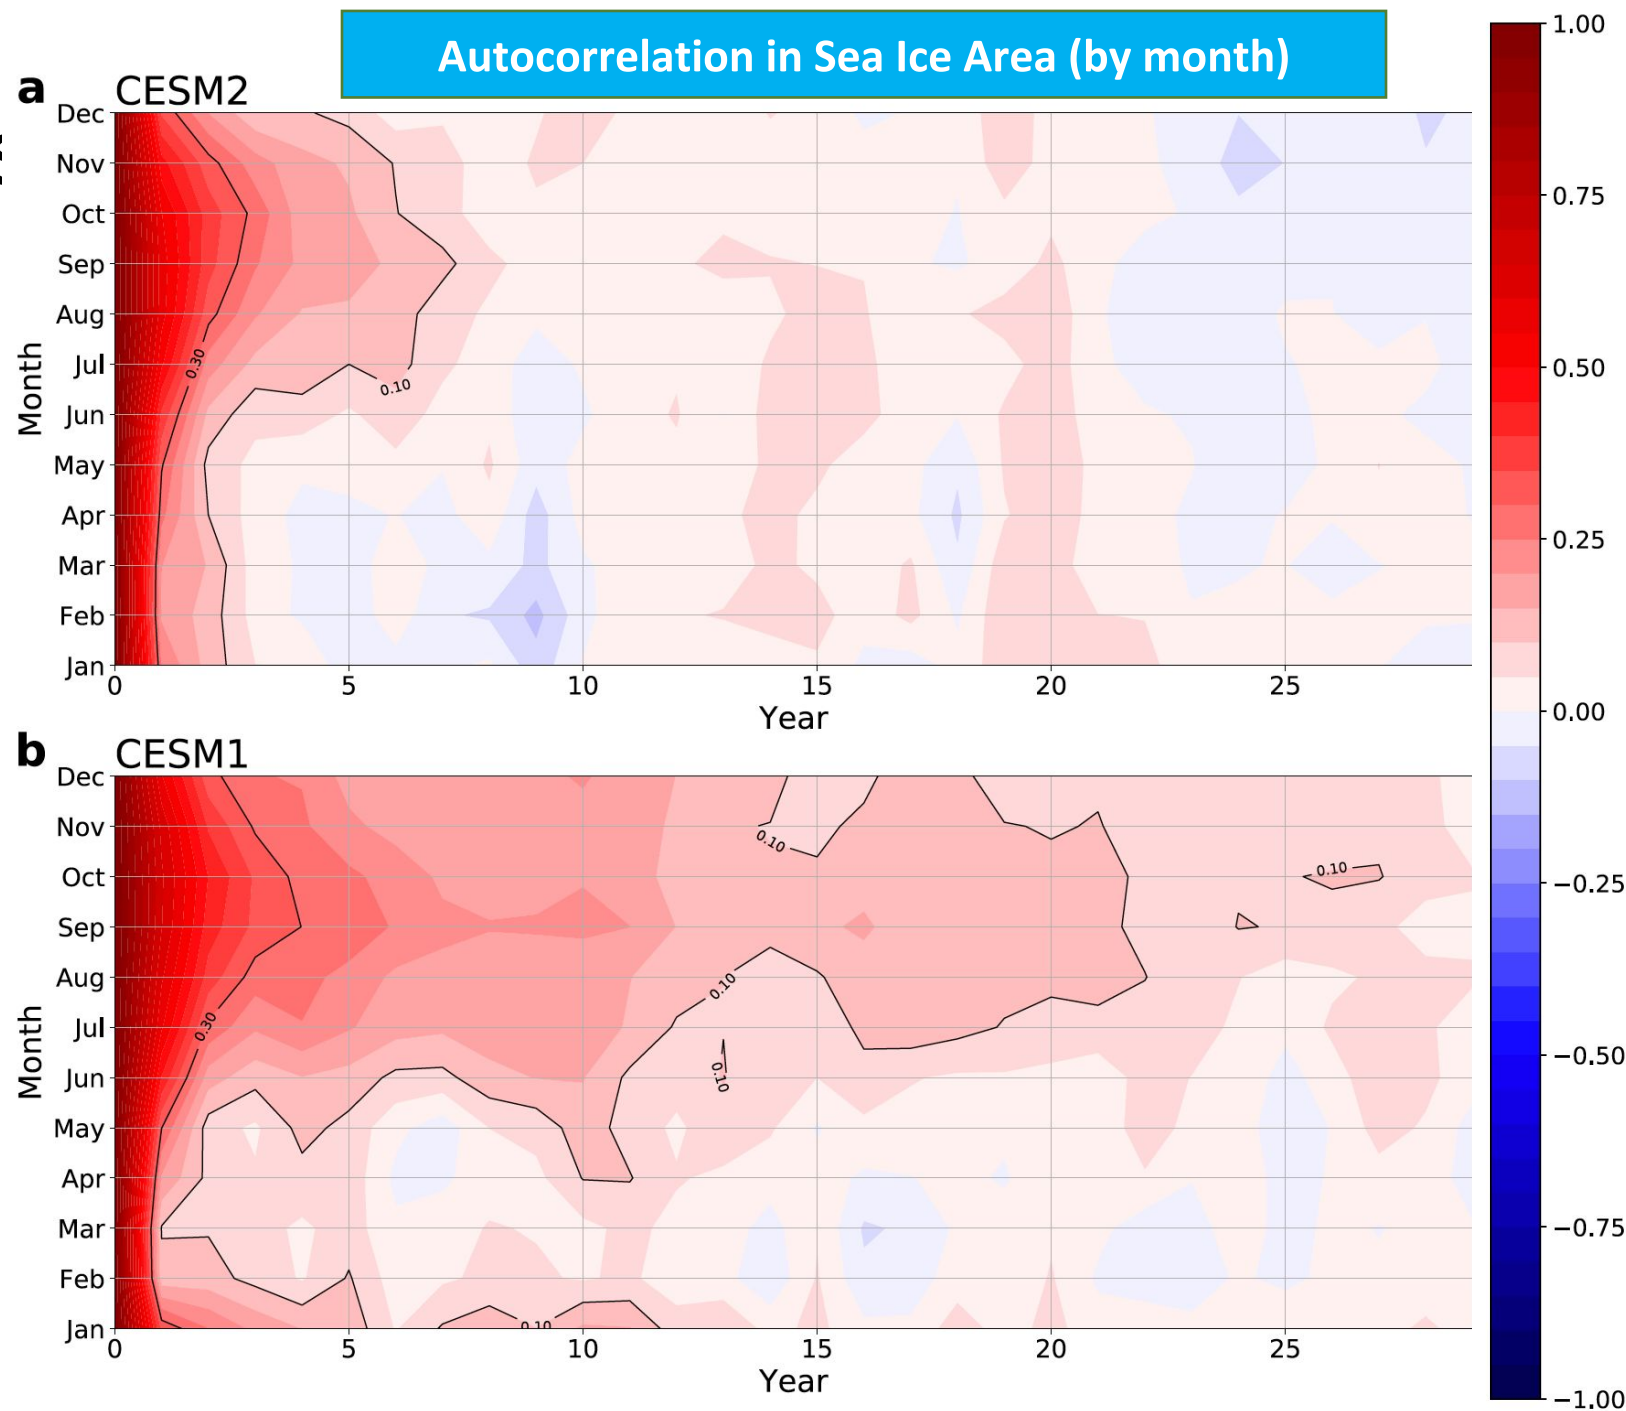 Autocorrelation in Sea Ice Area (by month)
a CESM2
Dec
Nov
Oct
Sep
Aug
Jul
Jun
May
Apr
Mar
Feb
Jan
Month
0.30
0.10
0 5 10 15 20 25
Year
b CESM1
Dec
Nov
Oct
Sep
Aug
Jul
Jun
May
Apr
Mar
Feb
Jan
Month
0.30
0.10
0.10
0.10
0.10
0.10
0 5 10 15 20 25
Year
1.00
0.75
0.50
0.25
0.00
−0.25
−0.50
−0.75
−1.00